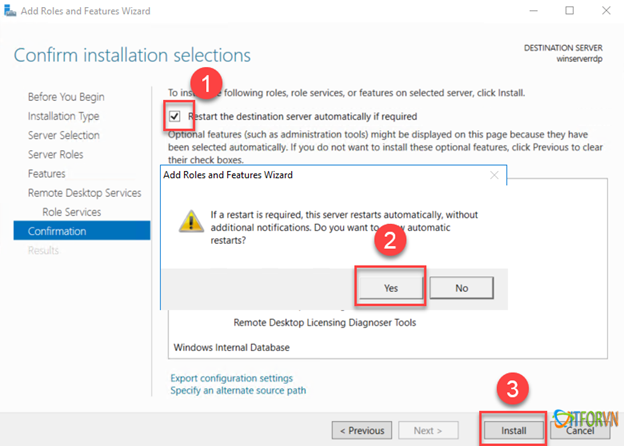 Add Roles and Features Wizard
Confirm installation selections
DESTINATION SERVER
winserverrdp
Before You Begin
Installation Type
Server Selection
Server Roles
Features
Remote Desktop Services
Role Services
Confirmation
Results
1
To following roles, role services, or features on selected server, click Install.
Restart the destination server automatically if required
Optional features (such as administration tools) might be displayed on this page because they have
been selected automatically. If you do not want to install these optional features, click Previous to clear
their check boxes.
Add Roles and Features Wizard
If a restart is required, this server restarts automatically, without
additional notifications. Do you want to automatic
restarts?
2
Yes
No
Remote Desktop Licensing Diagnoser Tools
Windows Internal Database
Export configuration settings
Specify an alternate source path
3
< Previous
Next >
Install
Cancel
ITFORVN